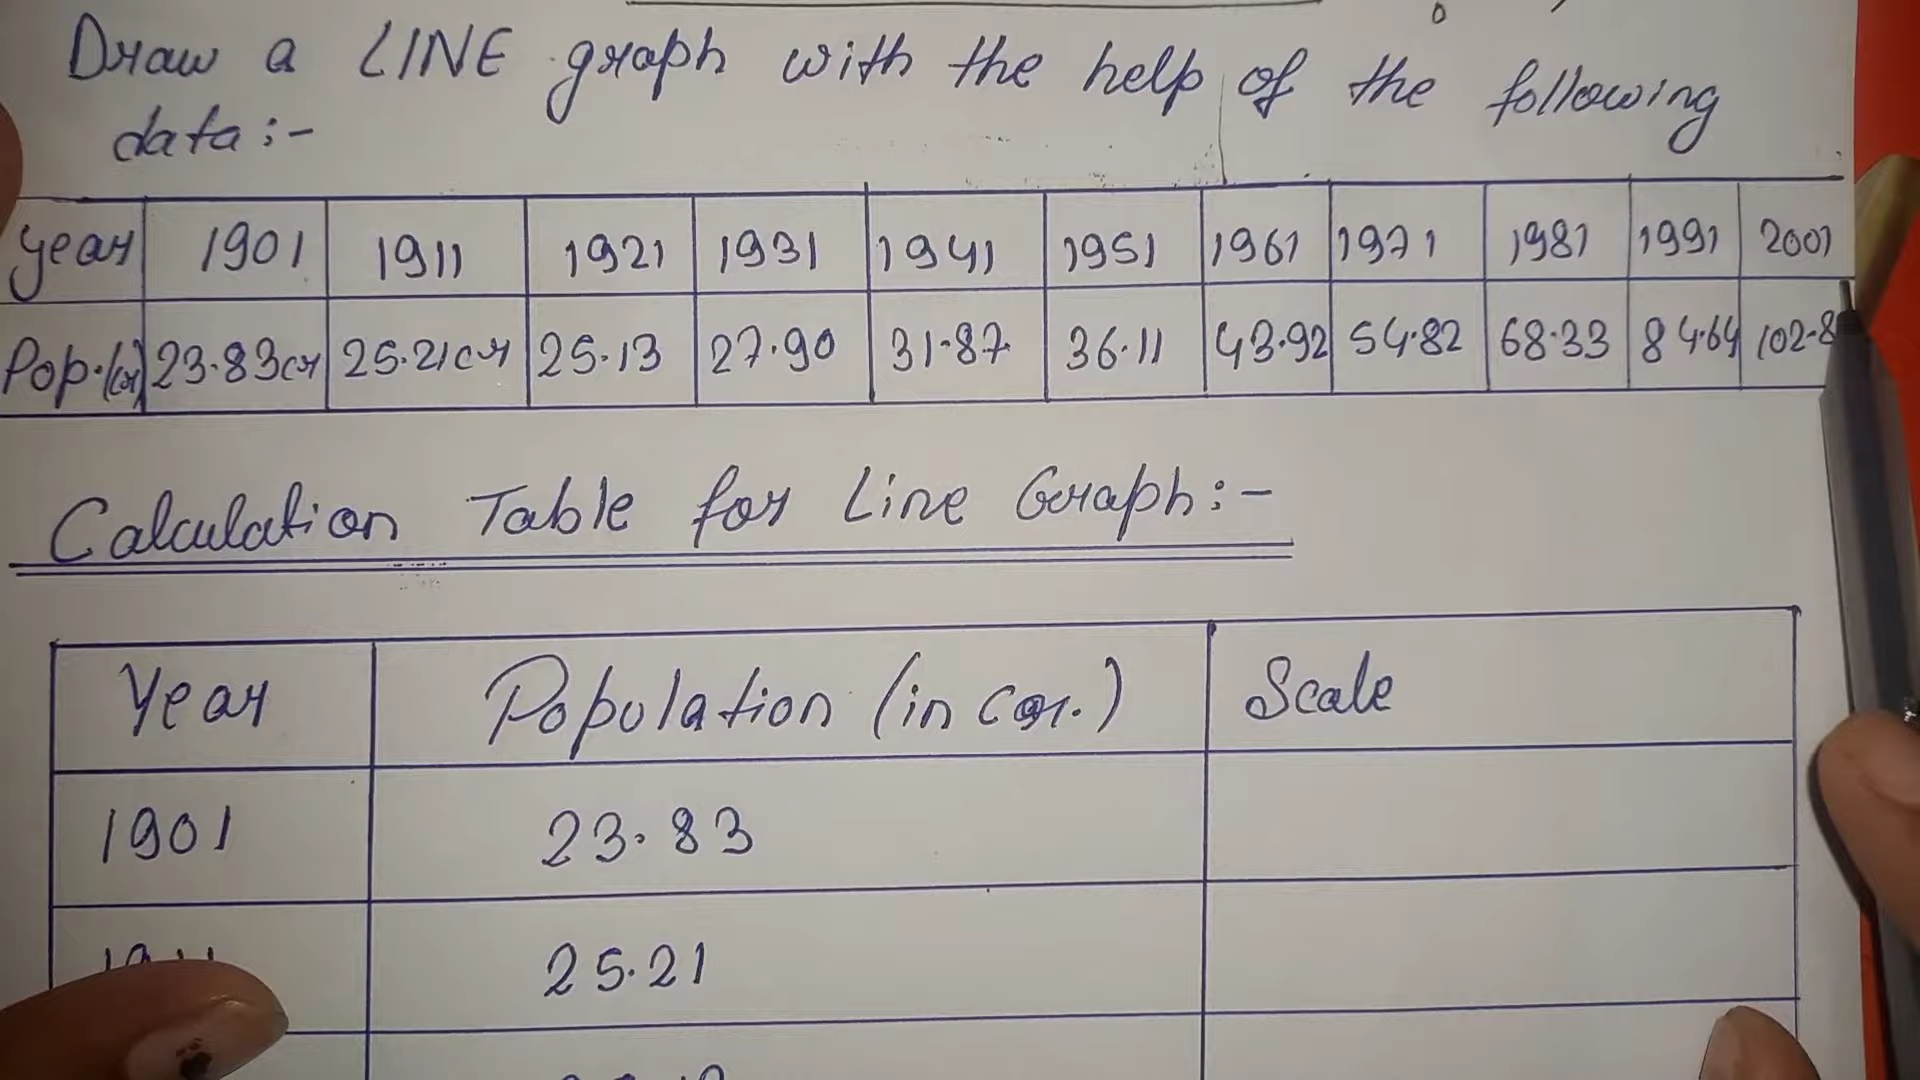 Draw a LINE graph with the help of the following
data:-
Year 1901 1911 1921 1931 1941 1951 1961 1971 1981 1991 2001
Pop.(cr) 23.83cr 25.21cr 25.13 27.90 31.87 36.11 43.92 54.82 68.33 84.64 102.8
Calculation Table for Line Graph:-
Year Population (in cr.) Scale
1901 23.83
25.21